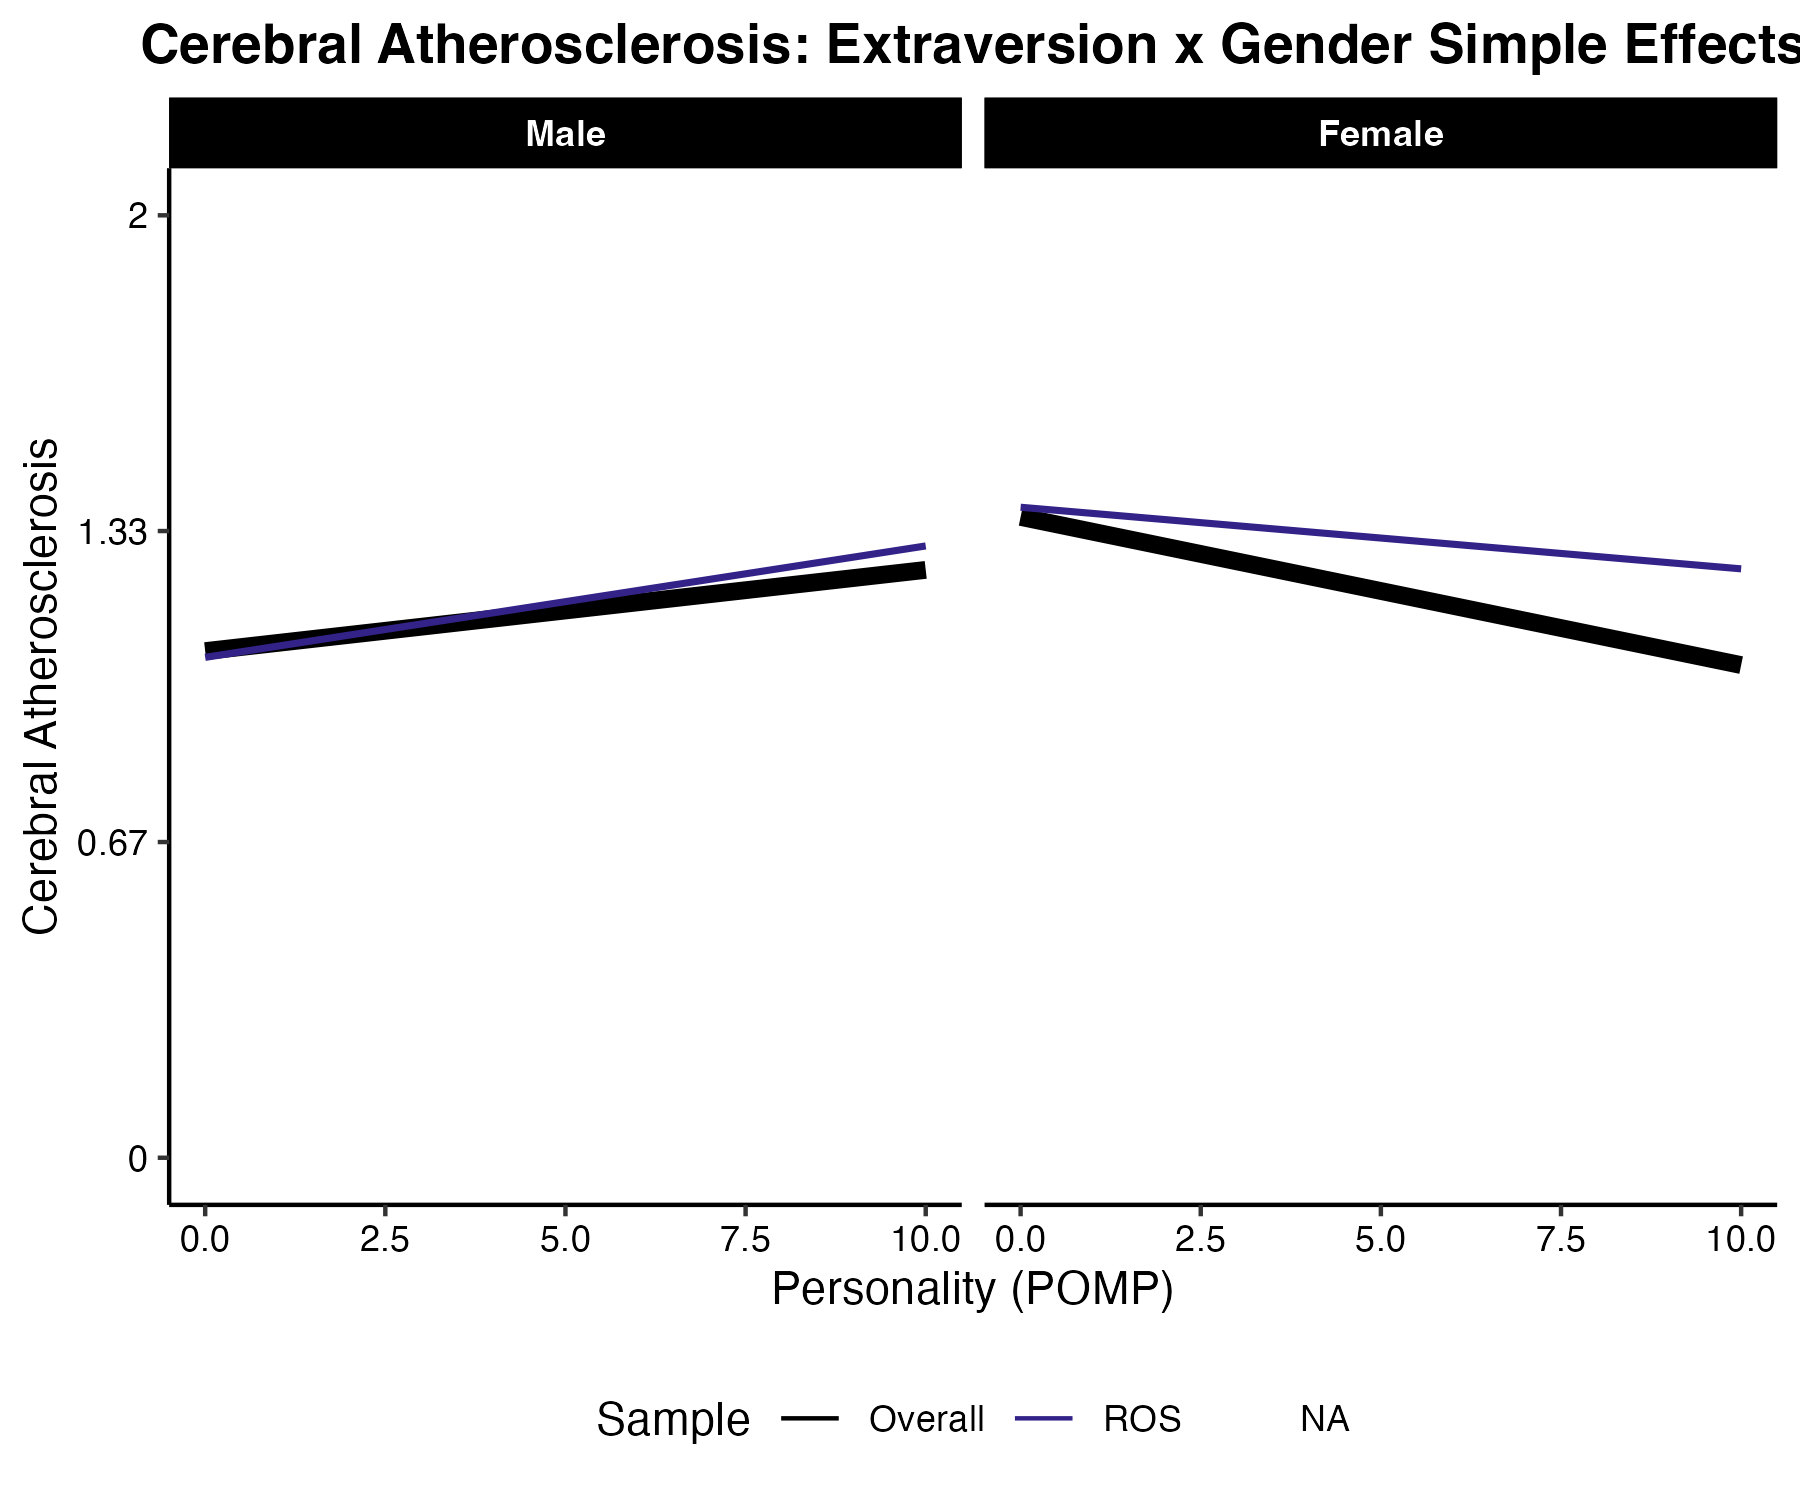 Cerebral Atherosclerosis: Extraversion x Gender Simple Effects
Male
Female
Cerebral Atherosclerosis
2
1.33
0.67
0
0.0 2.5 5.0 7.5 10.0
0.0 2.5 5.0 7.5 10.0
Personality (POMP)
Sample Overall ROS NA